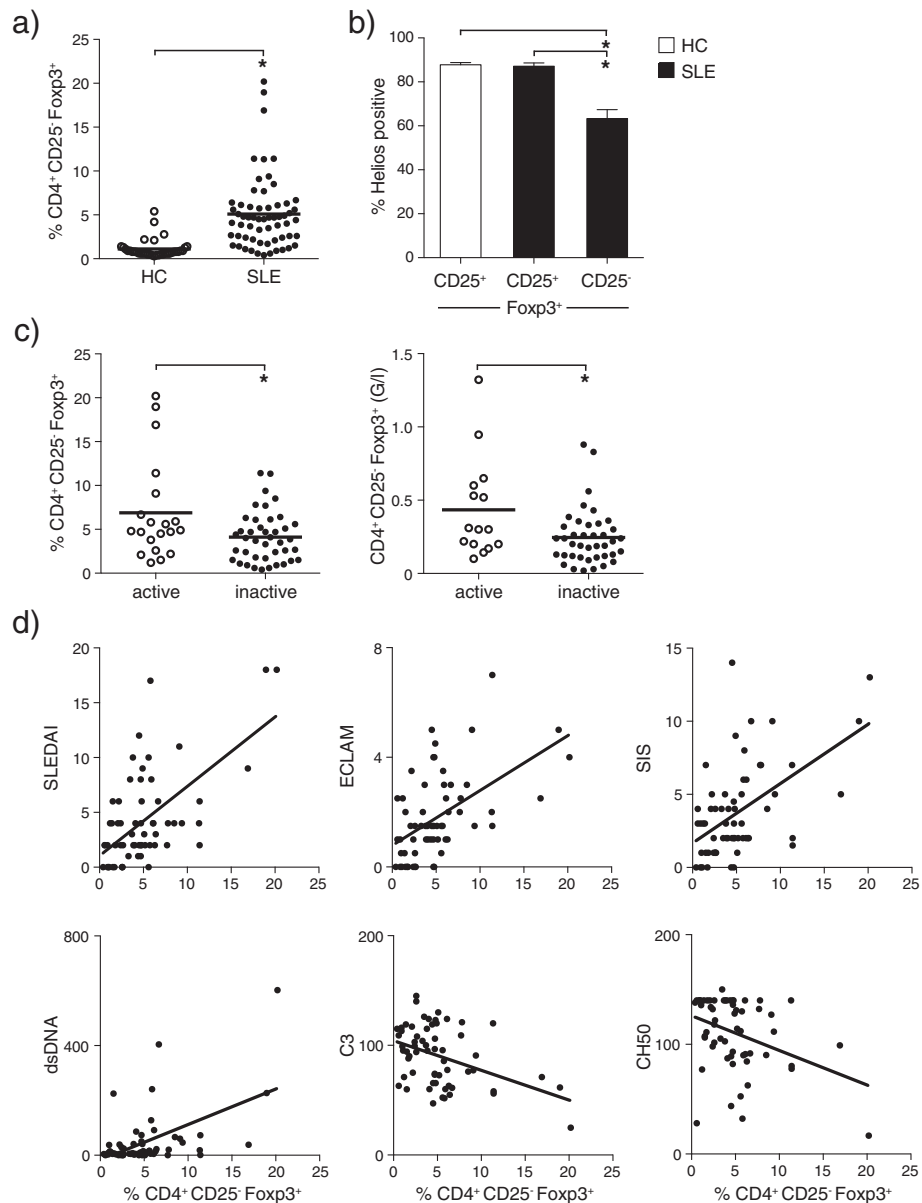 a)
% CD4⁺ CD25⁻ Foxp3⁺
25
20
15
10
5
0
*
HC SLE
b)
% Helios positive
100
80
60
40
20
0
*
*
CD25⁺ CD25⁺ CD25⁻
Foxp3⁺
HC
SLE
c)
% CD4⁺ CD25⁻ Foxp3⁺
25
20
15
10
5
0
*
active inactive
CD4⁺ CD25⁻ Foxp3⁺ (G/l)
1.5
1.0
0.5
0
*
active inactive
d)
SLEDAI
20
15
10
5
0
0 5 10 15 20 25
ECLAM
8
4
0
0 5 10 15 20 25
SIS
15
10
5
0
0 5 10 15 20 25
dsDNA
800
400
0
0 5 10 15 20 25
% CD4⁺ CD25⁻ Foxp3⁺
C3
200
100
0
0 5 10 15 20 25
% CD4⁺ CD25⁻ Foxp3⁺
CH50
200
100
0
0 5 10 15 20 25
% CD4⁺ CD25⁻ Foxp3⁺